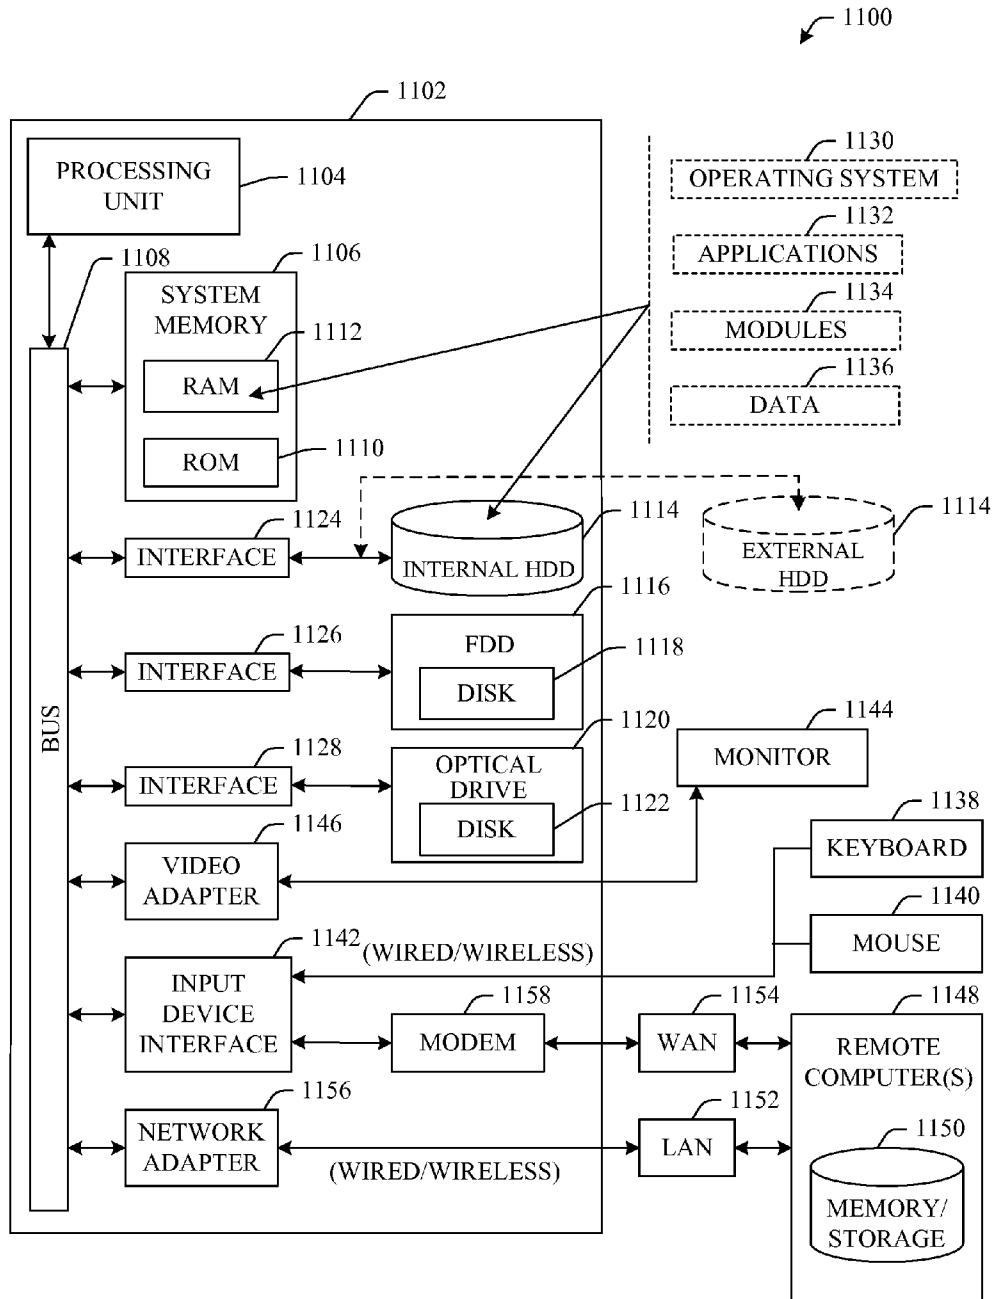 1100
1102
PROCESSING
UNIT
1104
1130
OPERATING SYSTEM
1132
APPLICATIONS
1134
MODULES
1136
DATA
1108
1106
SYSTEM
MEMORY
1112
RAM
1110
ROM
1124
INTERFACE
1114
INTERNAL HDD
1114
EXTERNAL
HDD
1116
FDD
1118
DISK
1126
INTERFACE
BUS
1120
OPTICAL
DRIVE
1122
DISK
1128
INTERFACE
1144
MONITOR
1146
VIDEO
ADAPTER
1138
KEYBOARD
1140
MOUSE
1142
INPUT
DEVICE
INTERFACE
(WIRED/WIRELESS)
1158
MODEM
1154
WAN
1148
REMOTE
COMPUTER(S)
1156
NETWORK
ADAPTER
(WIRED/WIRELESS)
1152
LAN
1150
MEMORY/
STORAGE